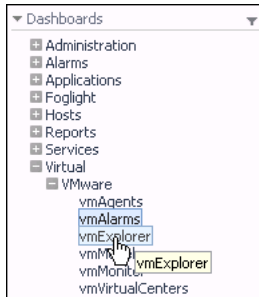 Dashboards
Administration
Alarms
Applications
Foglight
Hosts
Reports
Services
Virtual
VMware
vmAgents
vmAlarms
vmExplorer
vmExplorer
vmMonitor
vmVirtualCenters